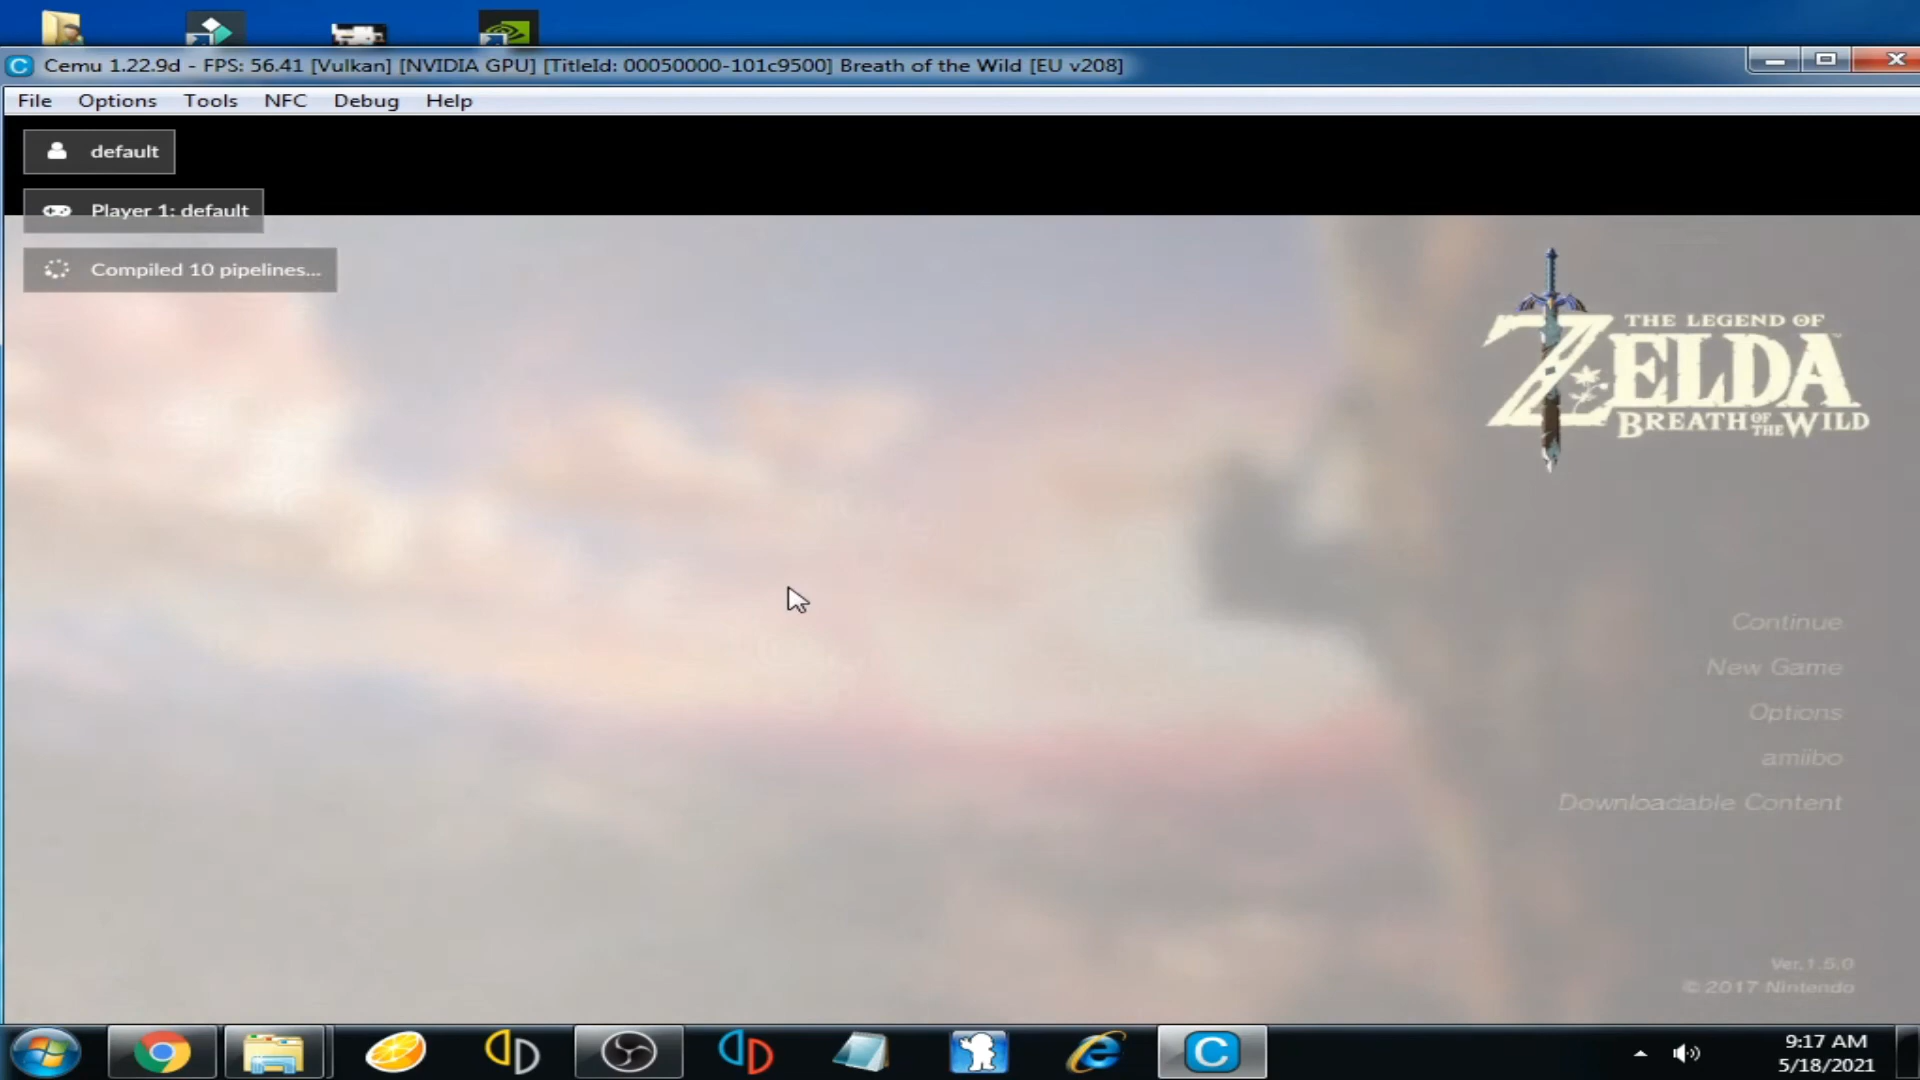 Cemu 1.22.9d - FPS: 56.41 [Vulkan] [NVIDIA GPU] [TitleId: 00050000-101c9500] Breath of the Wild [EU v208]
File Options Tools NFC Debug Help
default
Player 1: default
Compiled 10 pipelines...
THE LEGEND OF
ZELDA
BREATH OF THE WILD
Continue
New Game
Options
amiibo
Downloadable Content
Ver.1.5.0
© 2017 Nintendo
9:17 AM
5/18/2021